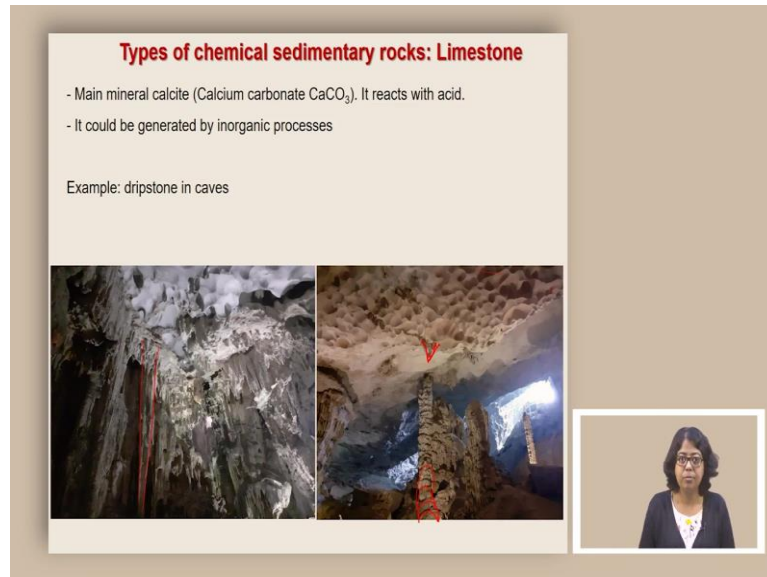 Types of chemical sedimentary rocks: Limestone
- Main mineral calcite (Calcium carbonate CaCO₃). It reacts with acid.
- It could be generated by inorganic processes
Example: dripstone in caves